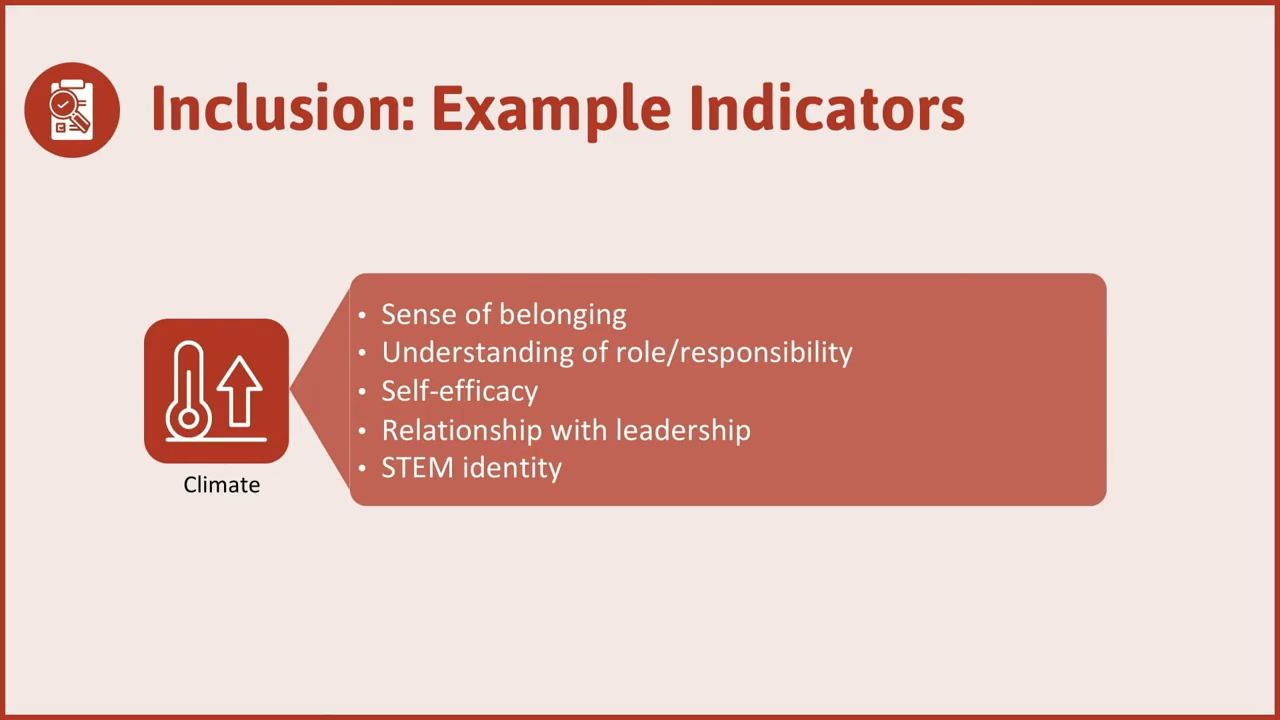 Inclusion: Example Indicators
• Sense of belonging
• Understanding of role/responsibility
• Self-efficacy
• Relationship with leadership
• STEM identity
Climate